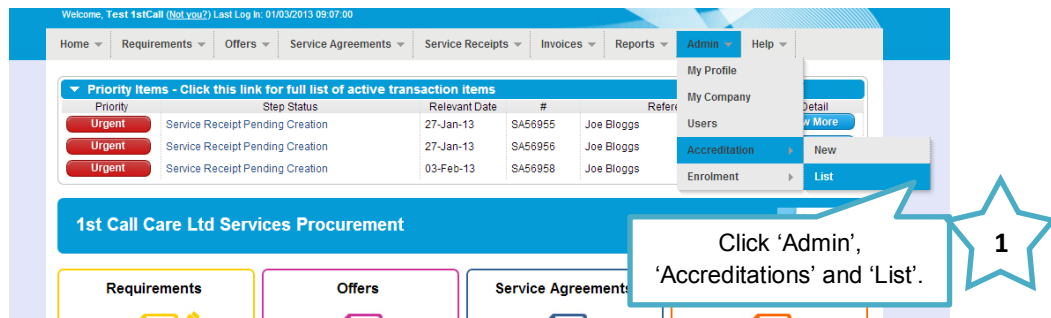 Welcome, Test 1stCall (Not you?) Last Log In: 01/03/2013 09:07:00
Home Requirements Offers Service Agreements Service Receipts Invoices Reports Admin Help
My Profile
My Company
Users
Accreditation
Enrolment
New
List
Priority Items - Click this link for full list of active transaction items
Priority Step Status Relevant Date # Refere Detail
Urgent Service Receipt Pending Creation 27-Jan-13 SA56955 Joe Bloggs w More
Urgent Service Receipt Pending Creation 27-Jan-13 SA56956 Joe Bloggs
Urgent Service Receipt Pending Creation 03-Feb-13 SA56958 Joe Bloggs
1st Call Care Ltd Services Procurement
Click ‘Admin’,
‘Accreditations’ and ‘List’.
1
Requirements Offers Service Agreements